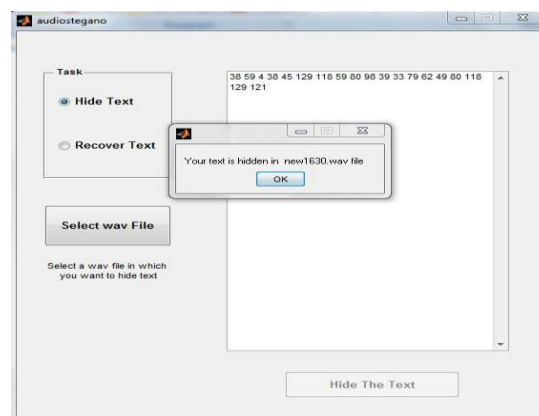 audiostegano
Task
Hide Text
Recover Text
38 59 4 38 45 129 118 59 80 98 39 33 79 62 49 80 118
129 121
Your text is hidden in new1630.wav file
OK
Select wav File
Select a wav file in which
you want to hide text
Hide The Text